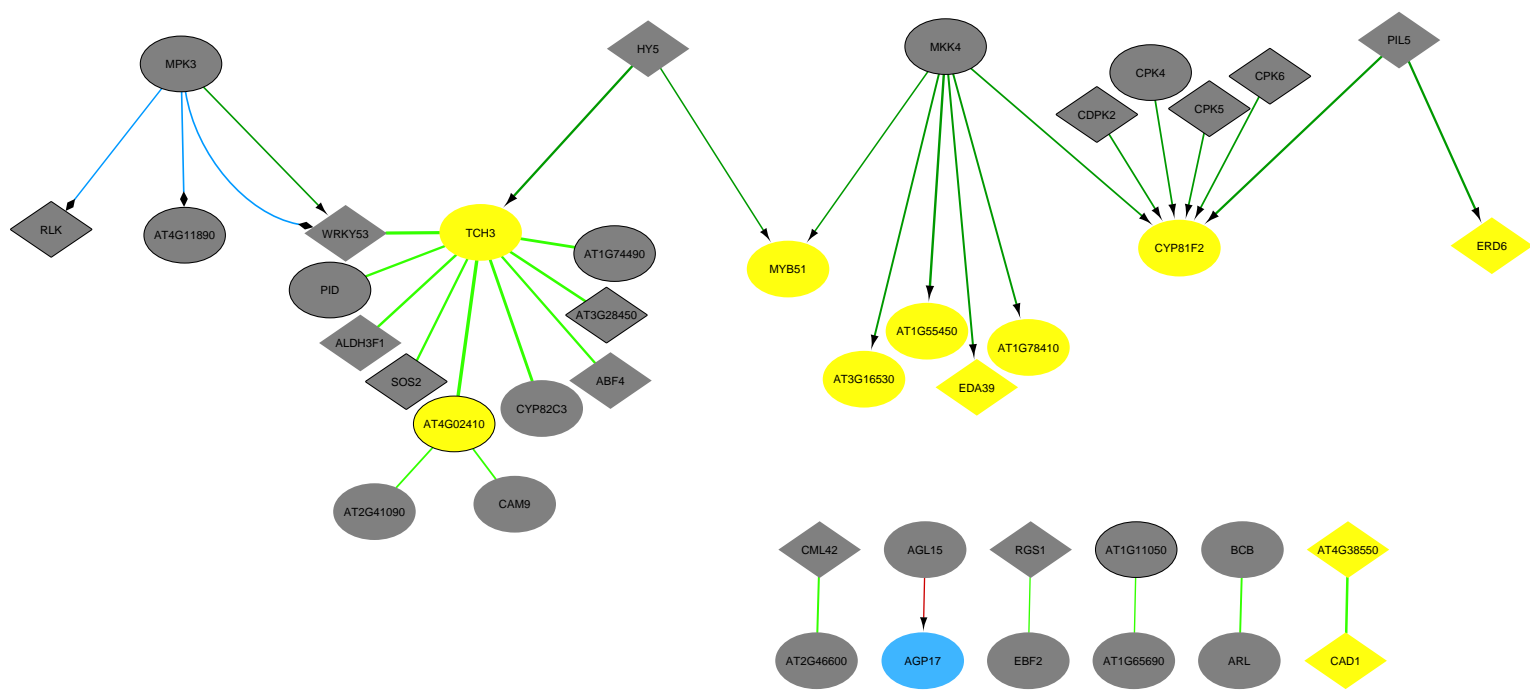 MPK3
HY5
MKK4
PIL5
CPK4
CPK6
CDPK2
CPK5
RLK
AT4G11890
WRKY53
TCH3
AT1G74490
MYB51
CYP81F2
ERD6
PID
AT3G28450
ALDH3F1
SOS2
ABF4
AT1G55450
AT1G78410
AT3G16530
EDA39
CYP82C3
AT4G02410
AT2G41090
CAM9
CML42
AGL15
RGS1
AT1G11050
BCB
AT4G38550
AT2G46600
AGP17
EBF2
AT1G65690
ARL
CAD1